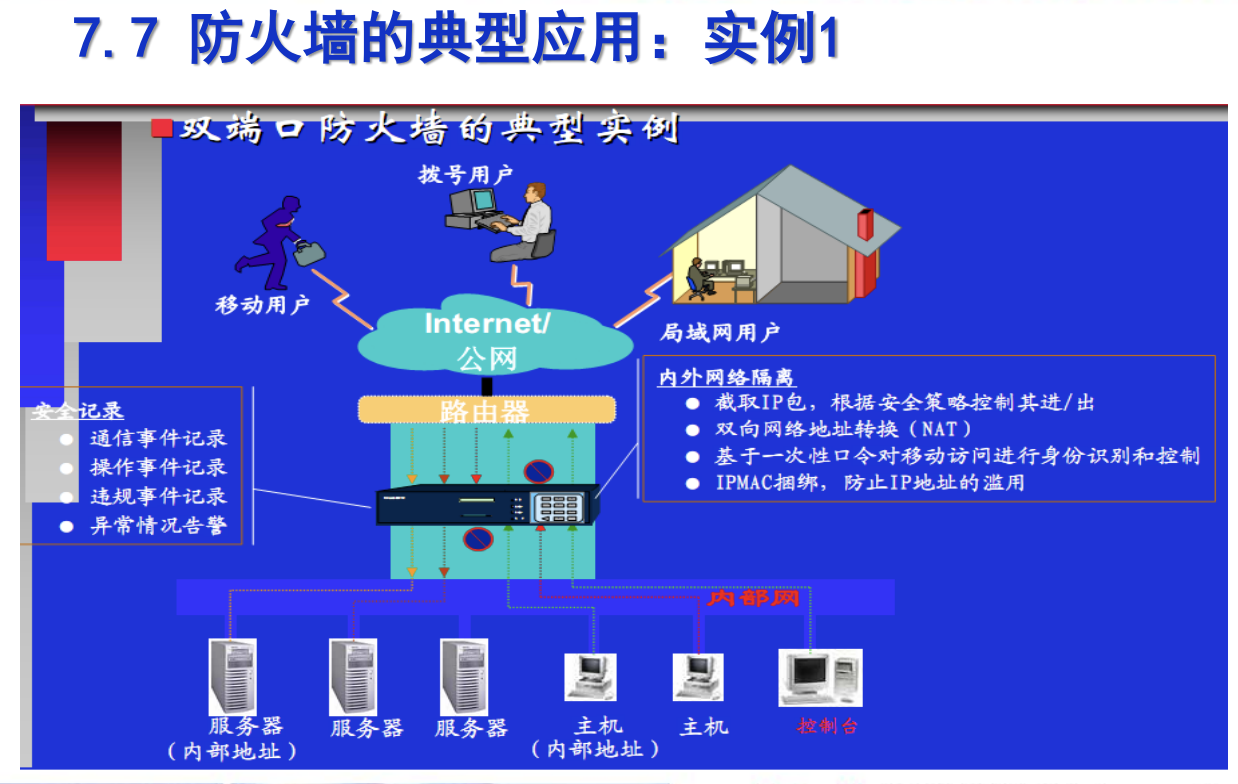 7.7 防火墙的典型应用：实例1
双端口防火墙的典型实例
拨号用户
移动用户
局域网用户
Internet/
公网
路由器
安全记录
通信事件记录
操作事件记录
违规事件记录
异常情况告警
内外网络隔离
截取IP包，根据安全策略控制其进/出
双向网络地址转换（NAT）
基于一次性口令对移动访问进行身份识别和控制
IPMAC捆绑，防止IP地址的滥用
内部网
服务器
（内部地址）
服务器
服务器
主机
（内部地址）
主机
控制台